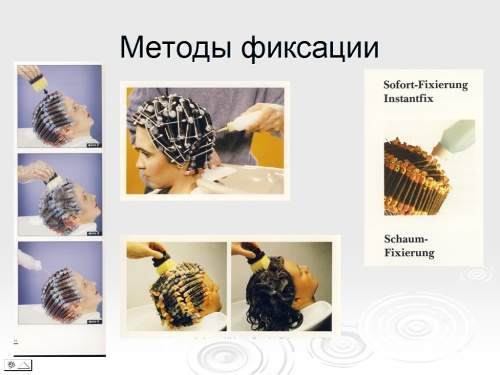 Методы фиксации
Sofort-Fixierung
Instantfix
Schaum-
Fixierung